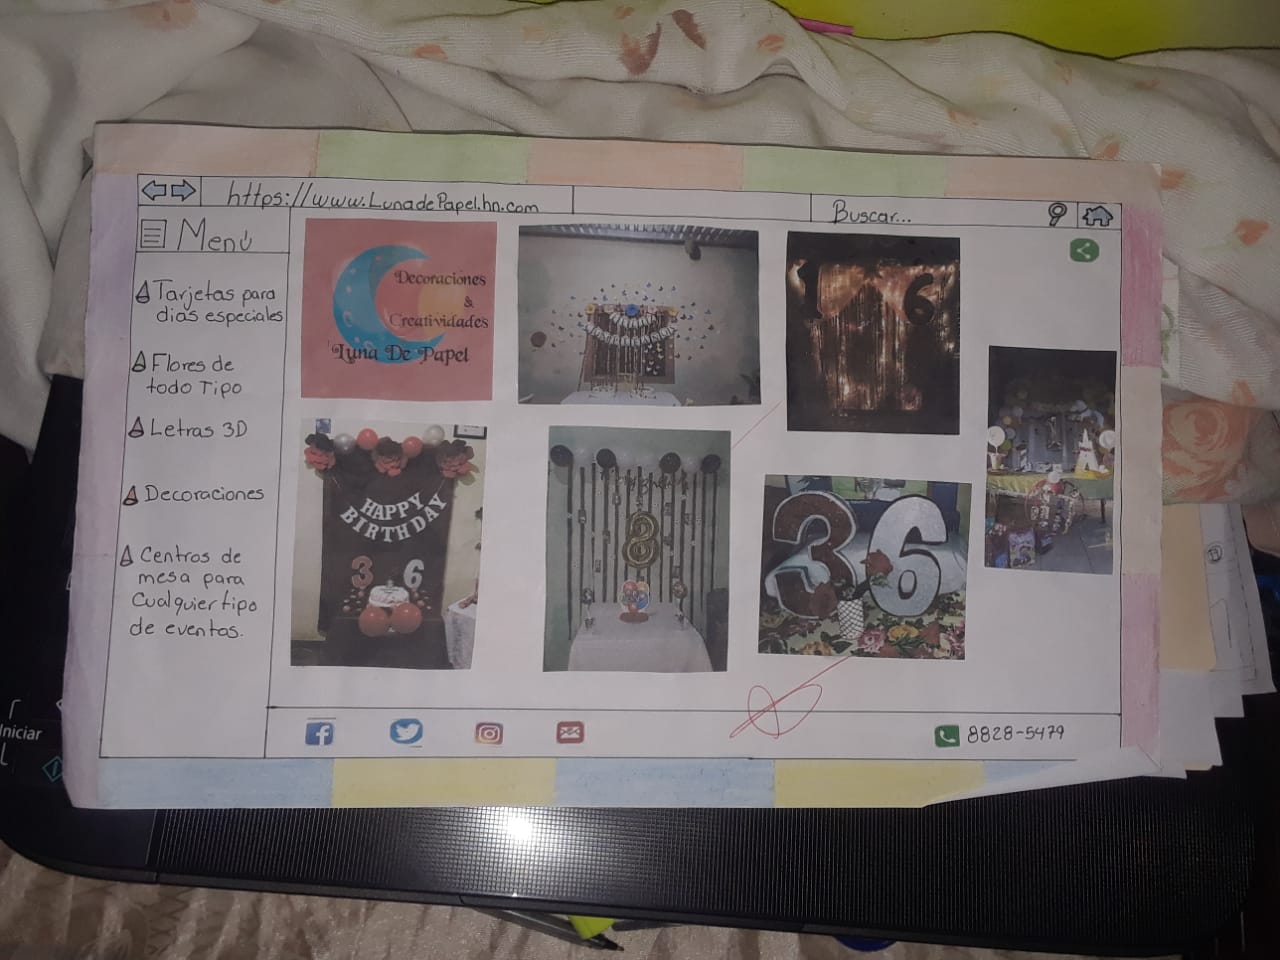 https://www.LunadePapel.hn.com
Buscar...
Menú
Tarjetas para
dias especiales
Flores de
todo Tipo
Letras 3D
Decoraciones
Centros de
mesa para
Cualquier tipo
de eventos.
Decoraciones
&
Creatividades
Luna De Papel
16
1
HAPPY
BIRTHDAY
36
8
36
8828-5479
Iniciar